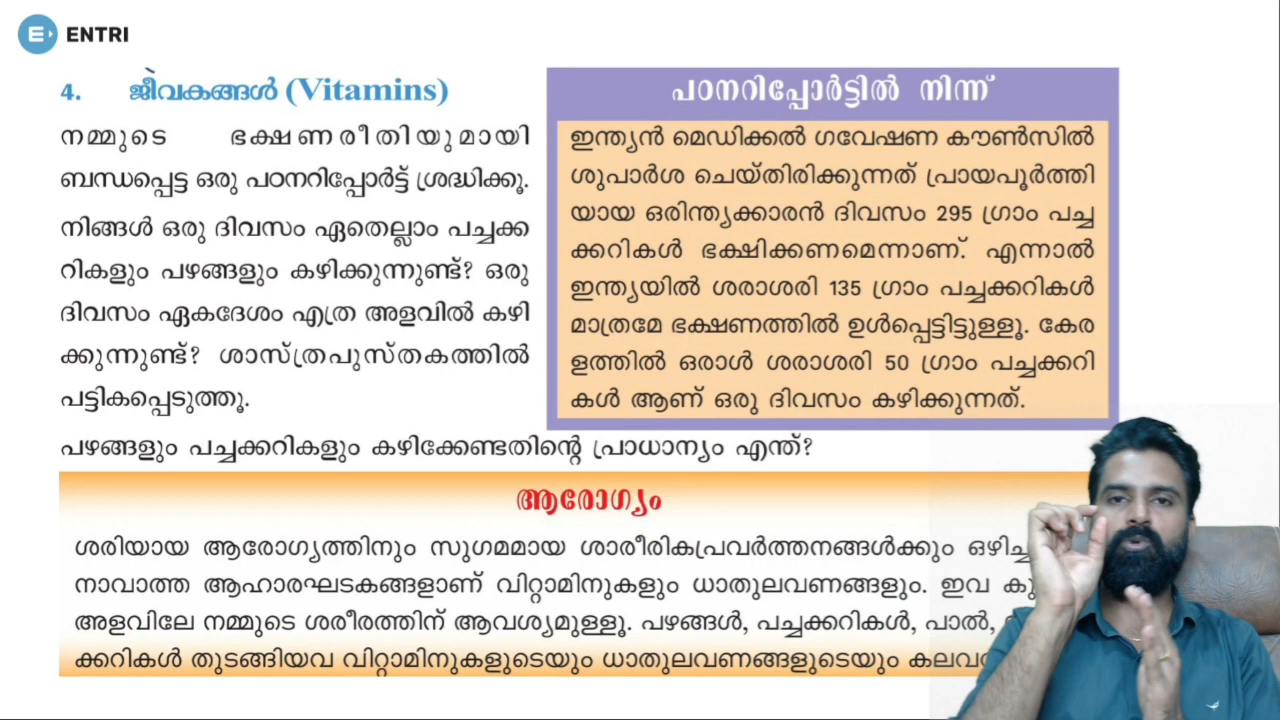 ENTRI
4. ജീവകങ്ങൾ (Vitamins)
നമ്മുടെ ഭക്ഷണരീതിയുമായി
ബന്ധപ്പെട്ട ഒരു പഠനറിപ്പോർട്ട് ശ്രദ്ധിക്കൂ.
നിങ്ങൾ ഒരു ദിവസം ഏതെല്ലാം പച്ചക്ക
റികളും പഴങ്ങളും കഴിക്കുന്നുണ്ട്? ഒരു
ദിവസം ഏകദേശം എത്ര അളവിൽ കഴി
ക്കുന്നുണ്ട്? ശാസ്ത്രപുസ്തകത്തിൽ
പട്ടികപ്പെടുത്തൂ.
പഠനറിപ്പോർട്ടിൽ നിന്ന്
ഇന്ത്യൻ മെഡിക്കൽ ഗവേഷണ കൗൺസിൽ
ശുപാർശ ചെയ്തിരിക്കുന്നത് പ്രായപൂർത്തി
യായ ഒരിന്ത്യക്കാരൻ ദിവസം 295 ഗ്രാം പച്ച
ക്കറികൾ ഭക്ഷിക്കണമെന്നാണ്. എന്നാൽ
ഇന്ത്യയിൽ ശരാശരി 135 ഗ്രാം പച്ചക്കറികൾ
മാത്രമേ ഭക്ഷണത്തിൽ ഉൾപ്പെട്ടിട്ടുള്ളൂ. കേര
ളത്തിൽ ഒരാൾ ശരാശരി 50 ഗ്രാം പച്ചക്കറി
കൾ ആണ് ഒരു ദിവസം കഴിക്കുന്നത്.
പഴങ്ങളും പച്ചക്കറികളും കഴിക്കേണ്ടതിന്റെ പ്രാധാന്യം എന്ത്?
ആരോഗ്യം
ശരിയായ ആരോഗ്യത്തിനും സുഗമമായ ശാരീരികപ്രവർത്തനങ്ങൾക്കും
നാവാത്ത ആഹാരഘടകങ്ങളാണ് വിറ്റാമിനുകളും ധാതുലവണങ്ങളും. ഇവ
അളവിലേ നമ്മുടെ ശരീരത്തിന് ആവശ്യമുള്ളൂ. പഴങ്ങൾ, പച്ചക്കറികൾ, പാൽ,
ക്കറികൾ തുടങ്ങിയവ വിറ്റാമിനുകളുടെയും ധാതുലവണങ്ങളുടെയും